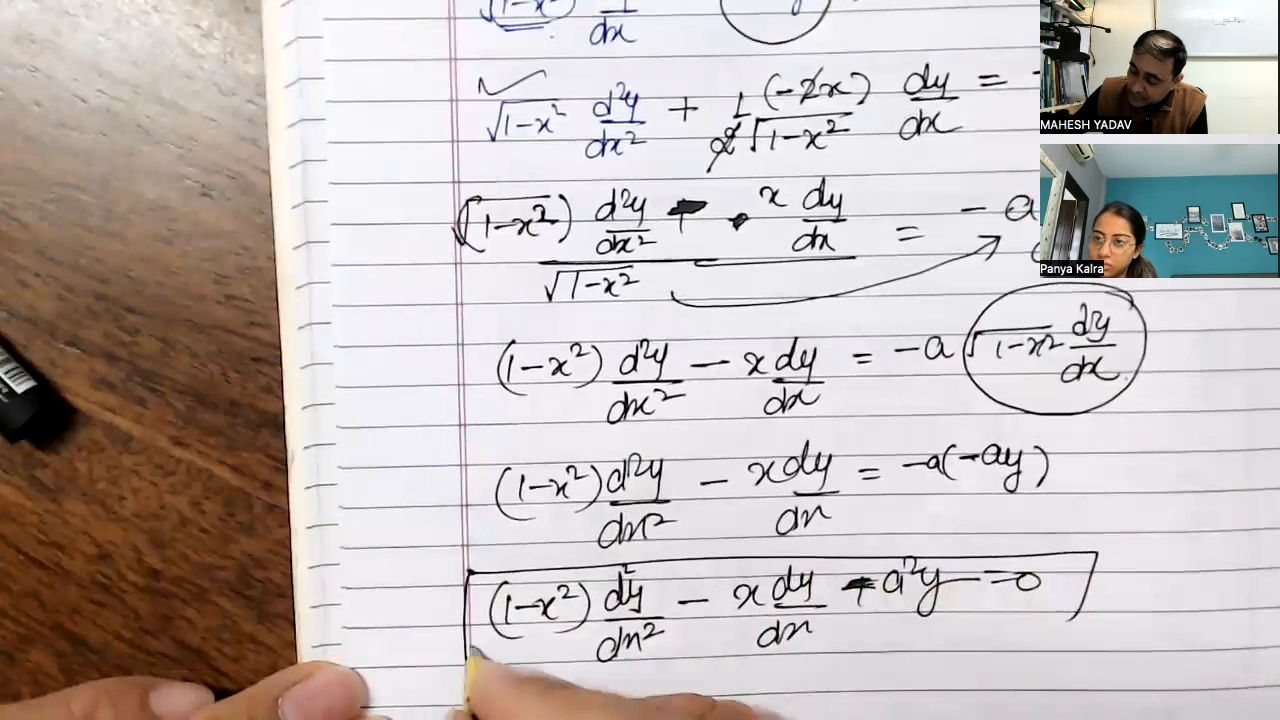 √1-x² d²y/dx² + 1/2 (-2x)/√1-x² dy/dx =
√(1-x²) d²y/dx² - x dy/dx = - a
√1-x²
(1-x²) d²y/dx² - x dy/dx = -a √1-x² dy/dx
(1-x²) d²y/dx² - x dy/dx = -a(-ay)
(1-x²) d²y/dx² - x dy/dx - a²y = 0
MAHESH YADAV
Panya Kalra